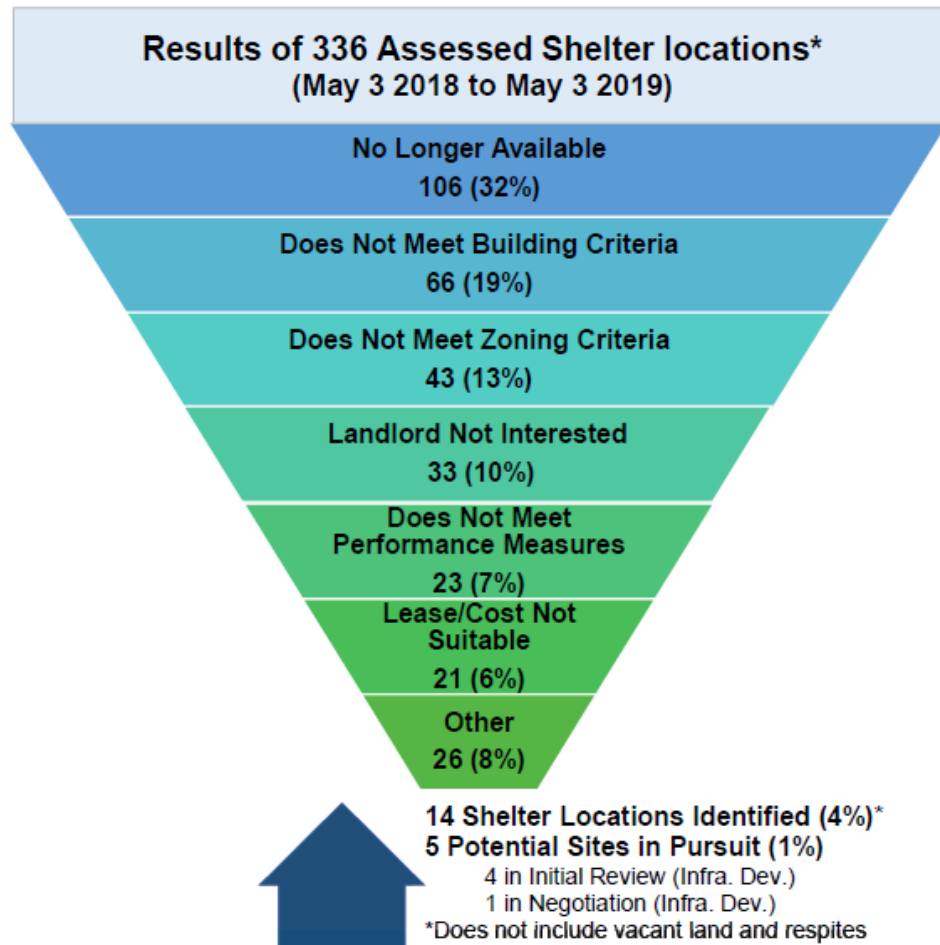 Results of 336 Assessed Shelter locations*
(May 3 2018 to May 3 2019)
No Longer Available
106 (32%)
Does Not Meet Building Criteria
66 (19%)
Does Not Meet Zoning Criteria
43 (13%)
Landlord Not Interested
33 (10%)
Does Not Meet
Performance Measures
23 (7%)
Lease/Cost Not
Suitable
21 (6%)
Other
26 (8%)
14 Shelter Locations Identified (4%)*
5 Potential Sites in Pursuit (1%)
4 in Initial Review (Infra. Dev.)
1 in Negotiation (Infra. Dev.)
*Does not include vacant land and respites